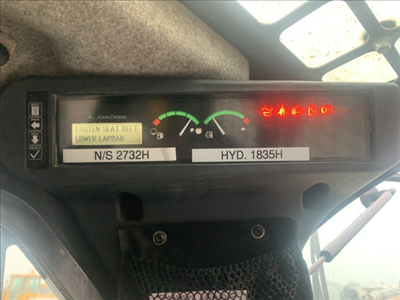 JOHN DEERE
FASTEN SEAT BELT
LOWER LAPBAR
N/S 2732H
HYD. 1835H